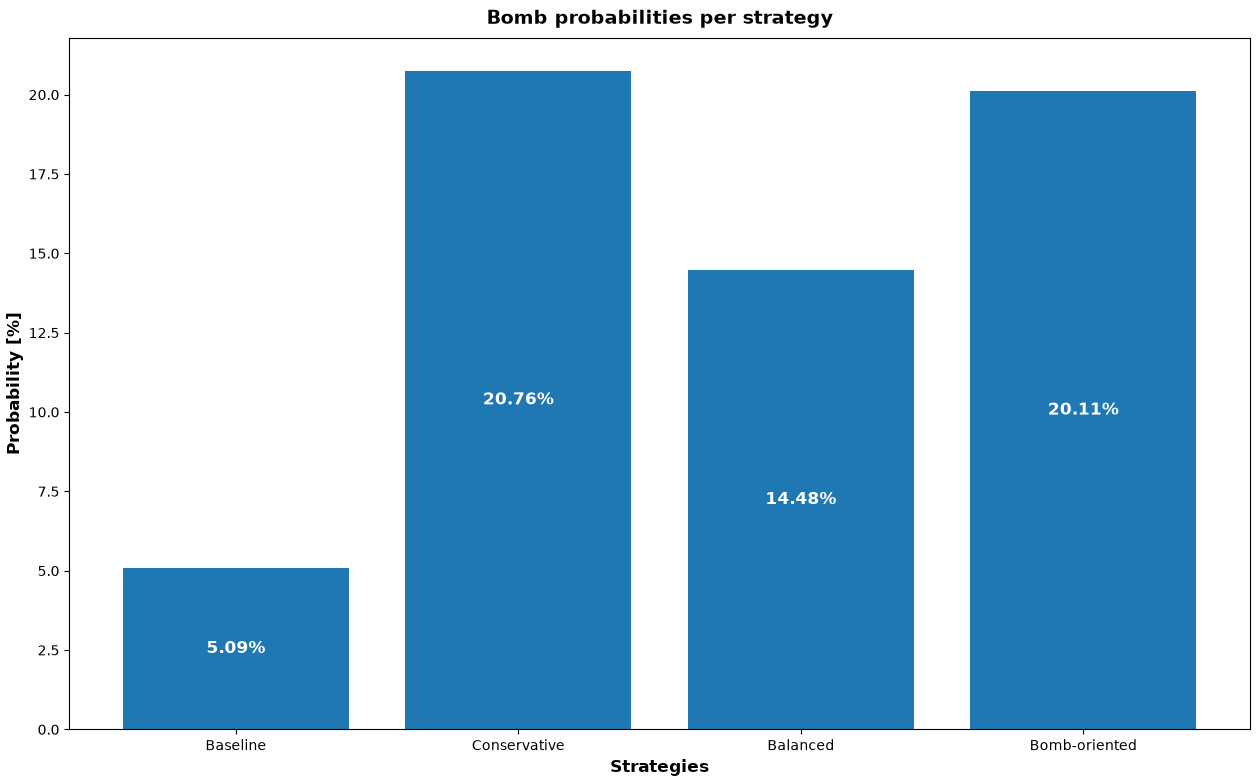 Bomb probabilities per strategy
Probability [%]
20.0
17.5
15.0
12.5
10.0
7.5
5.0
2.5
0.0
5.09%
20.76%
14.48%
20.11%
Baseline
Conservative
Balanced
Bomb-oriented
Strategies